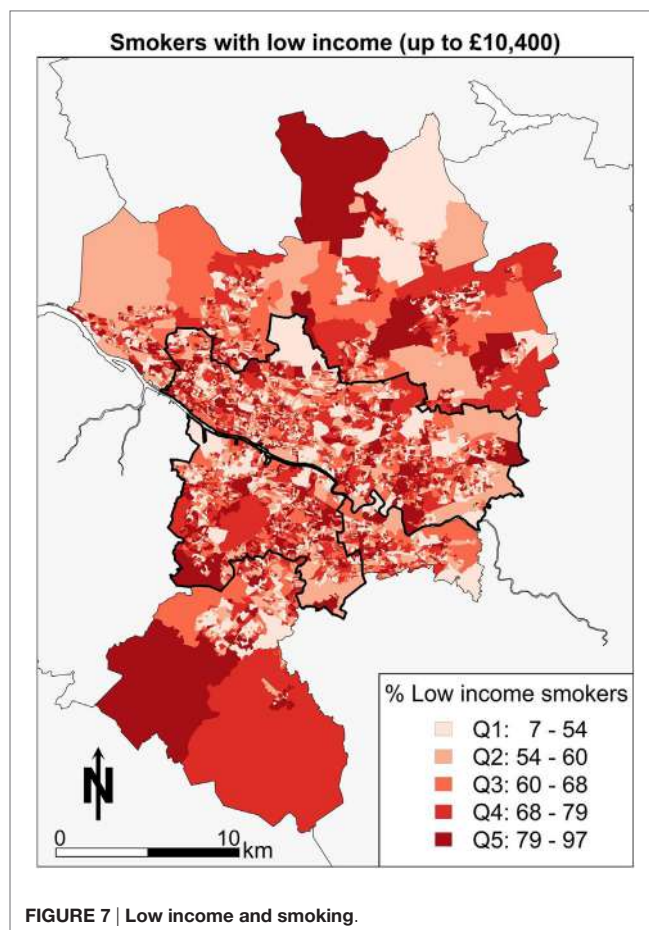 Smokers with low income (up to £10,400)
% Low income smokers
Q1: 7 - 54
Q2: 54 - 60
Q3: 60 - 68
Q4: 68 - 79
Q5: 79 - 97
N
0 10
km
FIGURE 7 | Low income and smoking.